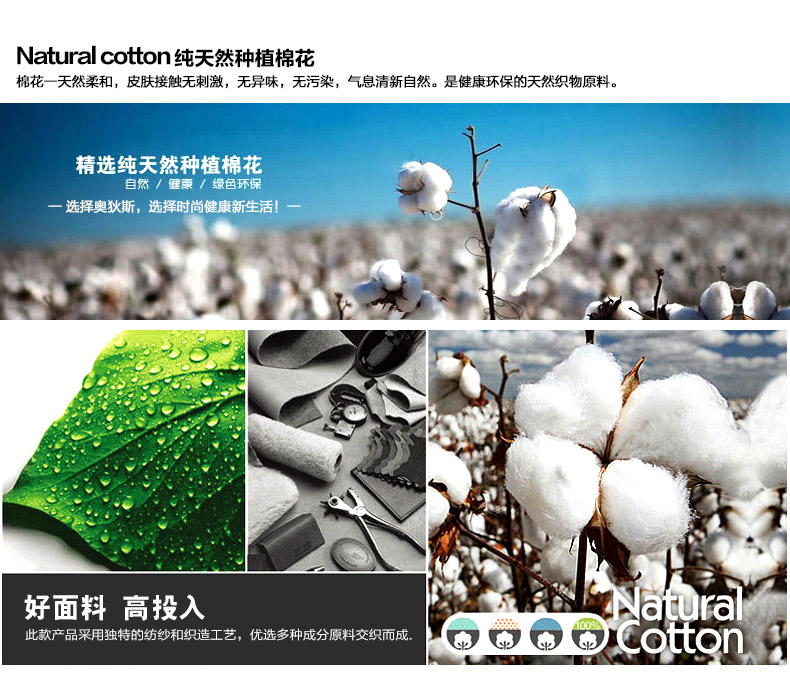 Natural cotton 纯天然种植棉花
棉花—天然柔和，皮肤接触无刺激，无异味，无污染，气息清新自然。是健康环保的天然织物原料。
精选纯天然种植棉花
自然 / 健康 / 绿色环保
— 选择奥狄斯，选择时尚健康新生活！—
好面料 高投入
此款产品采用独特的纺纱和织造工艺，优选多种成分原料交织而成.
100%
Natural
Cotton